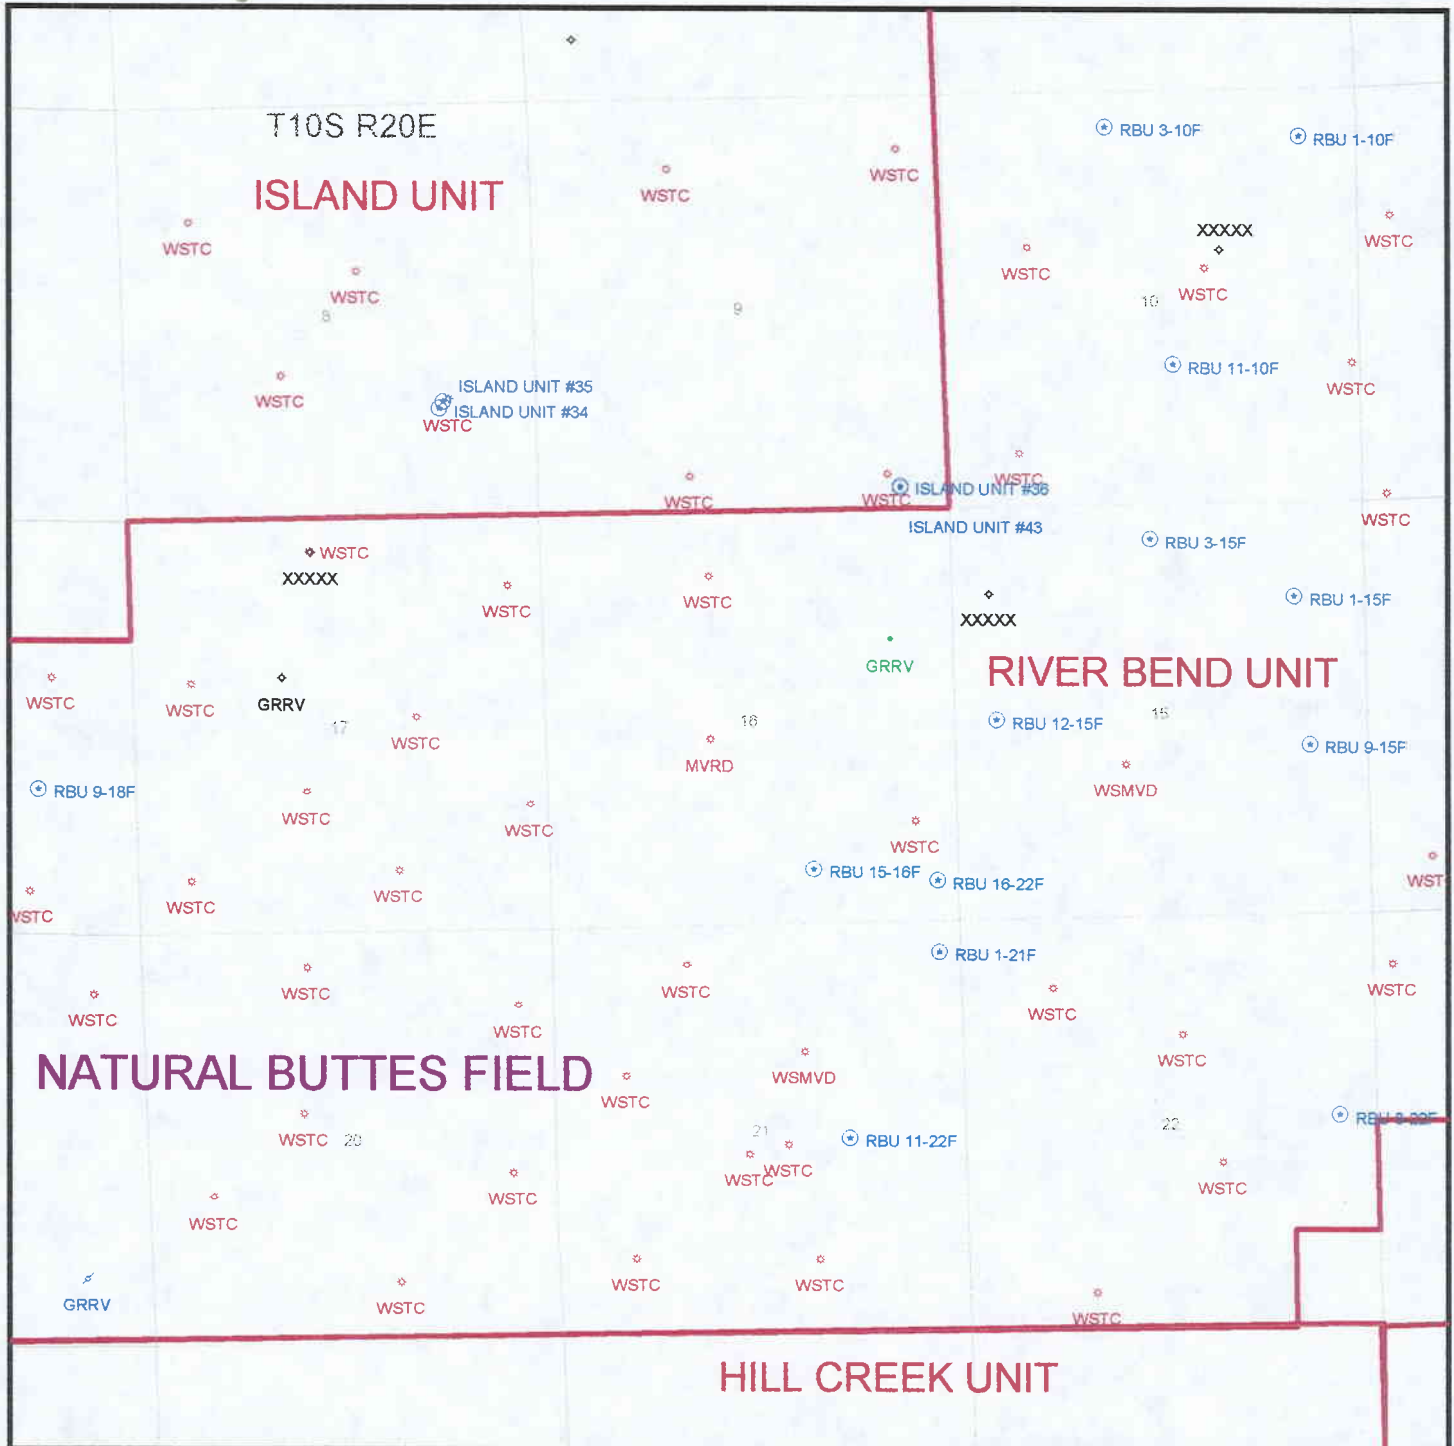 T10S R20E
RBU 3-10F
RBU 1-10F
WSTC
WSTC
ISLAND UNIT
XXXXX
WSTC
WSTC
WSTC
WSTC
WSTC
8
9
10
RBU 11-10F
ISLAND UNIT #35
WSTC
WSTC
ISLAND UNIT #34
WSTC
WSTC
WSTC
WSTC
ISLAND UNIT #36
WSTC
ISLAND UNIT #43
RBU 3-15F
WSTC
XXXXX
WSTC
WSTC
RBU 1-15F
XXXXX
GRRV
RIVER BEND UNIT
WSTC
WSTC
GRRV
17
16
15
RBU 12-15F
WSTC
RBU 9-15F
MVRD
RBU 9-18F
WSMVD
WSTC
WSTC
WSTC
RBU 15-16F
RBU 16-22F
WSTC
WSTC
WSTC
WSTC
RBU 1-21F
WSTC
WSTC
WSTC
WSTC
WSTC
WSTC
WSTC
NATURAL BUTTES FIELD
WSMVD
WSTC
RBU 8-22F
WSTC
20
21
22
RBU 11-22F
WSTC
WSTC
WSTC
WSTC
WSTC
GRRV
WSTC
WSTC
WSTC
WSTC
HILL CREEK UNIT